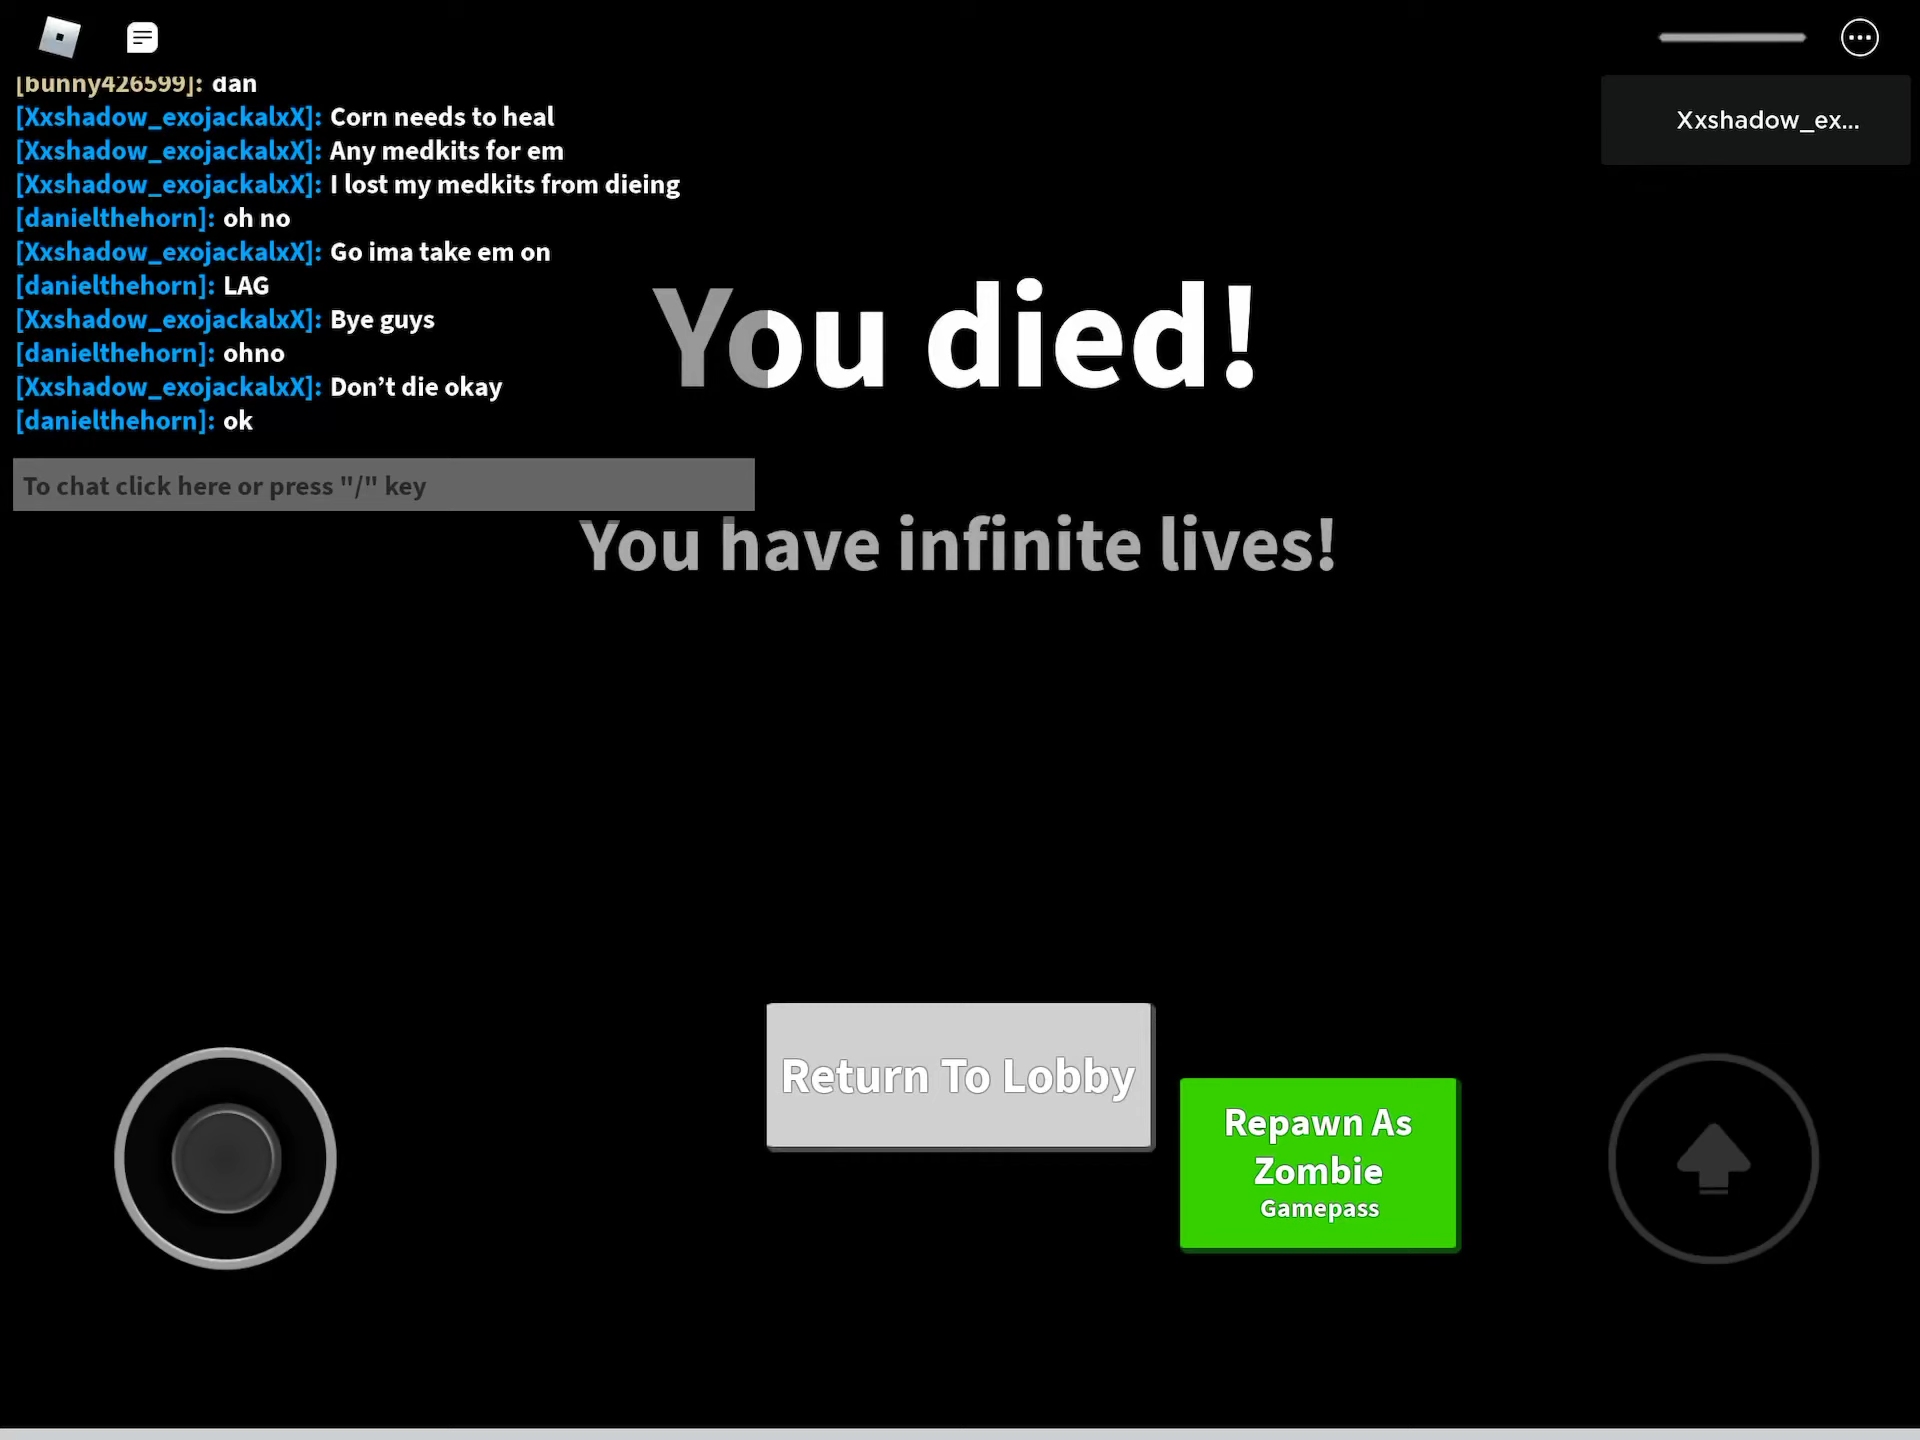 [bunny426599]: dan
[Xxshadow_exojackalxX]: Corn needs to heal
[Xxshadow_exojackalxX]: Any medkits for em
[Xxshadow_exojackalxX]: I lost my medkits from dieing
[danielthehorn]: oh no
[Xxshadow_exojackalxX]: Go ima take em on
[danielthehorn]: LAG
[Xxshadow_exojackalxX]: Bye guys
[danielthehorn]: ohno
[Xxshadow_exojackalxX]: Don’t die okay
[danielthehorn]: ok
To chat click here or press "/" key
Xxshadow_ex...
You died!
You have infinite lives!
Return To Lobby
Repawn As
Zombie
Gamepass